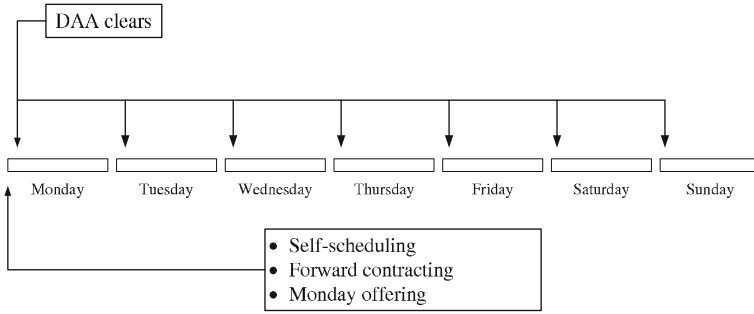 DAA clears
Monday Tuesday Wednesday Thursday Friday Saturday Sunday
• Self-scheduling
• Forward contracting
• Monday offering